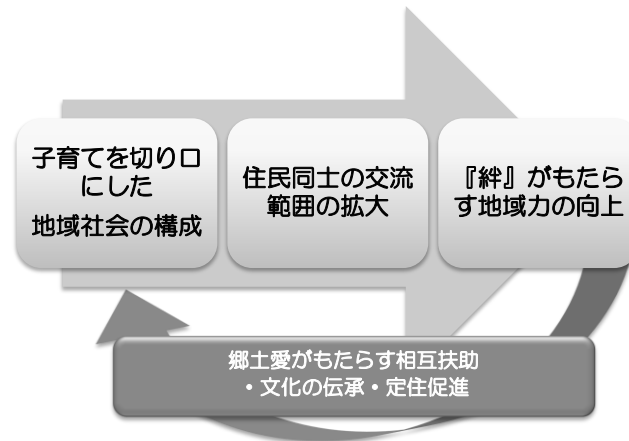 子育てを切り口
にした
地域社会の構成
住民同士の交流
範囲の拡大
『絆』がもたら
す地域力の向上
郷土愛がもたらす相互扶助
・文化の伝承・定住促進